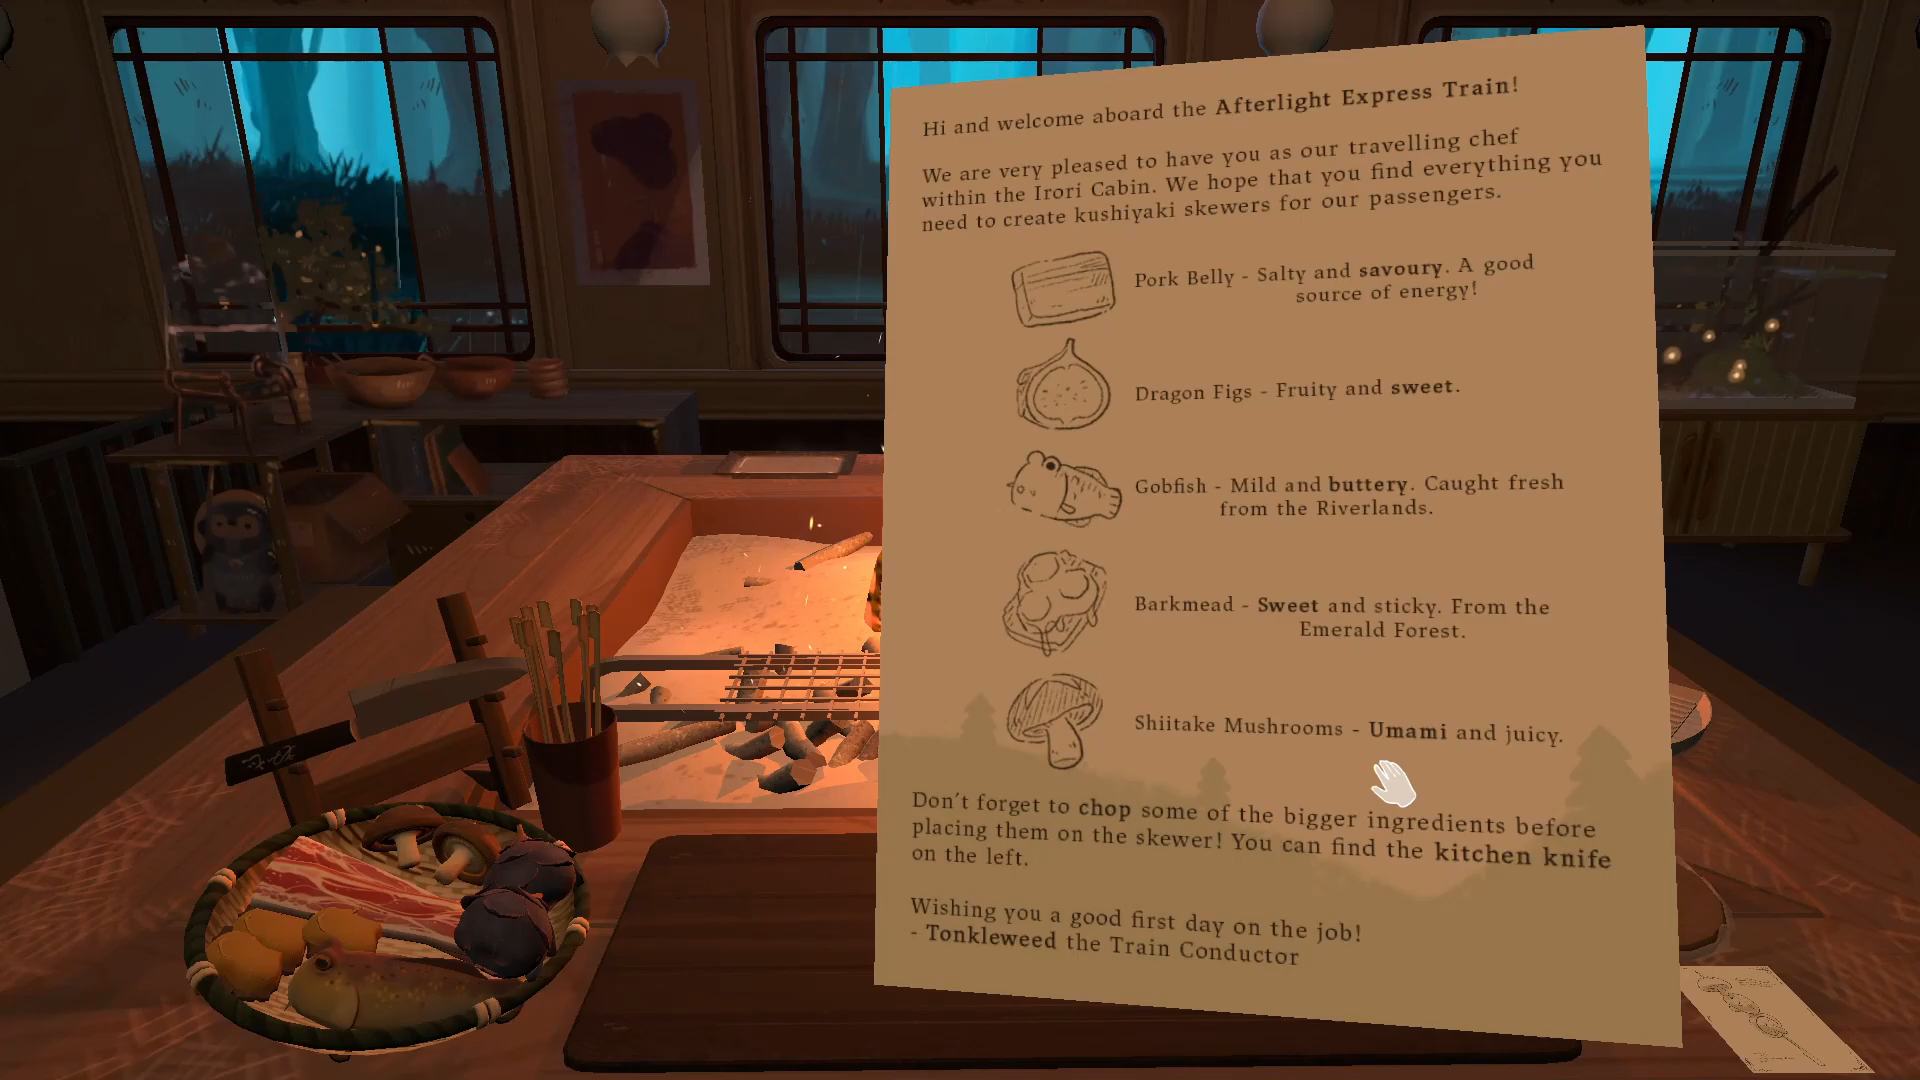 Hi and welcome aboard the Afterlight Express Train!
We are very pleased to have you as our travelling chef
within the Irori Cabin. We hope that you find everything you
need to create kushiyaki skewers for our passengers.
Pork Belly - Salty and savoury. A good
source of energy!
Dragon Figs - Fruity and sweet.
Gobfish - Mild and buttery. Caught fresh
from the Riverlands.
Barkmead - Sweet and sticky. From the
Emerald Forest.
Shiitake Mushrooms - Umami and juicy.
Don't forget to chop some of the bigger ingredients before
placing them on the skewer! You can find the kitchen knife
on the left.
Wishing you a good first day on the job!
- Tonkleweed the Train Conductor